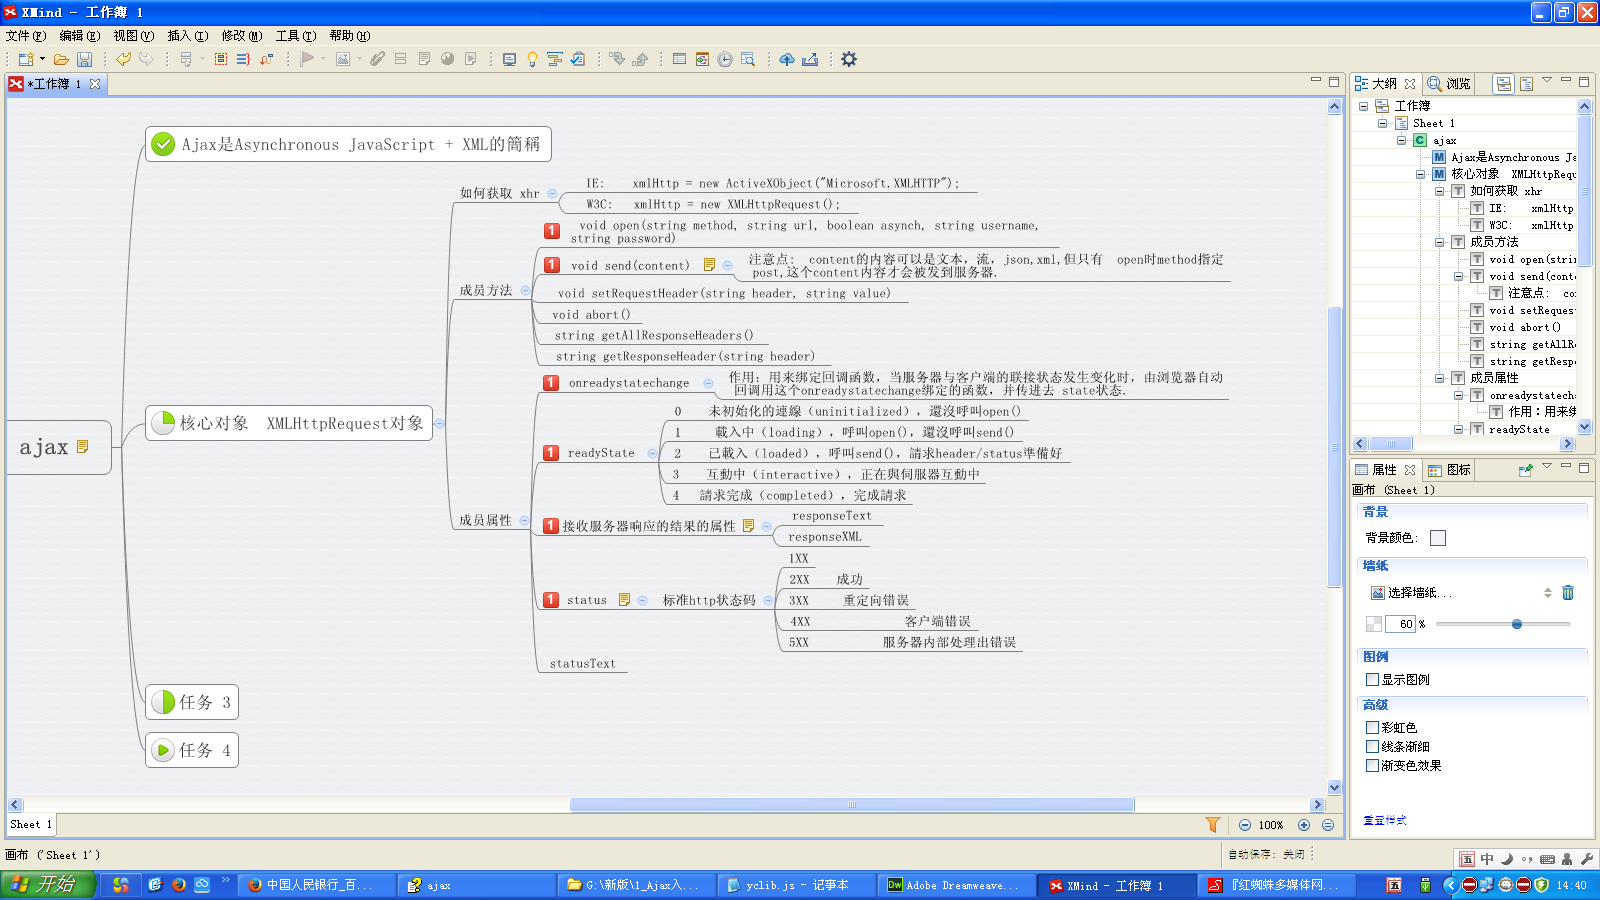 XMind - 工作簿 1
文件(F) 编辑(E) 视图(V) 插入(I) 修改(M) 工具(T) 帮助(H)
*工作簿 1
Ajax是Asynchronous JavaScript + XML的簡稱
如何获取 xhr
IE: xmlHttp = new ActiveXObject("Microsoft.XMLHTTP");
W3C: xmlHttp = new XMLHttpRequest();
成员方法
void open(string method, string url, boolean asynch, string username,
string password)
void send(content)
注意点: content的内容可以是文本, 流, json,xml,但只有 open时method指定
post,这个content内容才会被发到服务器.
void setRequestHeader(string header, string value)
void abort()
string getAllResponseHeaders()
string getResponseHeader(string header)
ajax
核心对象 XMLHttpRequest对象
成员属性
onreadystatechange
作用: 用来绑定回调函数, 当服务器与客户端的联接状态发生变化时, 由浏览器自动
回调用这个onreadystatechange绑定的函数, 并传进去 state状态.
readyState
0 未初始化的連線 (uninitialized) , 還沒呼叫open()
1 載入中 (loading) , 呼叫open(), 還沒呼叫send()
2 已載入 (loaded) , 呼叫send(), 請求header/status準備好
3 互動中 (interactive) , 正在與伺服器互動中
4 請求完成 (completed) , 完成請求
接收服务器响应的结果的属性
responseText
responseXML
status
标准http状态码
1XX
2XX 成功
3XX 重定向错误
4XX 客户端错误
5XX 服务器内部处理出错误
statusText
任务 3
任务 4
Sheet 1
100%
画布 ('Sheet 1')
自动保存: 关闭
大纲
浏览
工作簿
Sheet 1
ajax
Ajax是Asynchronous Ja
核心对象 XMLHttpRequ
如何获取 xhr
IE: xmlHttp
W3C: xmlHttp
成员方法
void open(strin
void send(conte
注意点: co
void setRequest
void abort()
string getAllRe
string getRespo
成员属性
onreadystatecha
作用: 用来绑
readyState
属性
图标
画布 (Sheet 1)
背景
背景颜色:
墙纸
选择墙纸...
60 %
图例
显示图例
高级
彩虹色
线条渐细
渐变色效果
重置样式
五 中
开始
中国人民银行_百...
ajax
G:\新版\1_Ajax入...
yclib.js - 记事本
Adobe Dreamweave...
XMind - 工作簿 1
『红蜘蛛多媒体网...
五
14:40